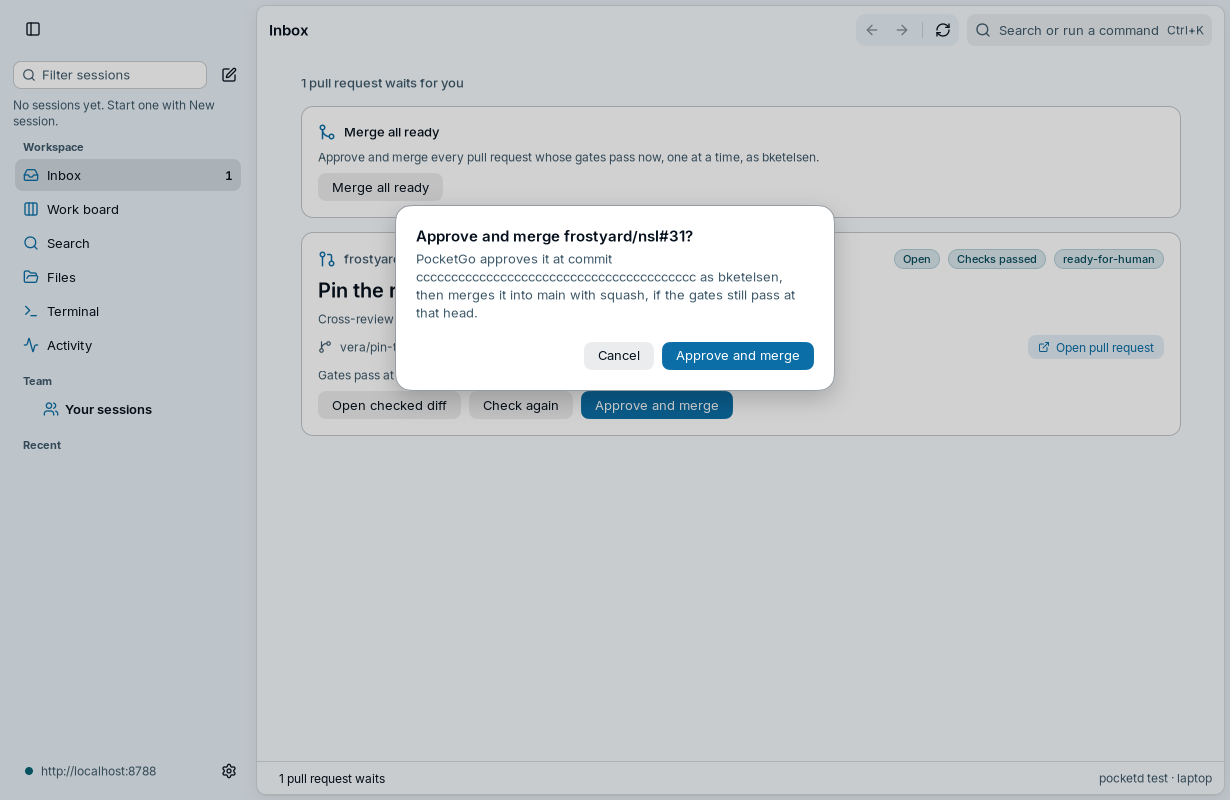 Inbox
Search or run a command Ctrl+K
Filter sessions
No sessions yet. Start one with New
session.
Workspace
Inbox 1
Work board
Search
Files
Terminal
Activity
Team
Your sessions
Recent
http://localhost:8788
1 pull request waits for you
Merge all ready
Approve and merge every pull request whose gates pass now, one at a time, as bketelsen.
Merge all ready
Approve and merge frostyard/nsl#31?
PocketGo approves it at commit
cccccccccccccccccccccccccccccccccccccccc as bketelsen,
then merges it into main with squash, if the gates still pass at
that head.
Cancel Approve and merge
Open Checks passed ready-for-human
Pin the
Cross-review
Open pull request
Gates pass at
Open checked diff Check again Approve and merge
1 pull request waits
pocketd test · laptop